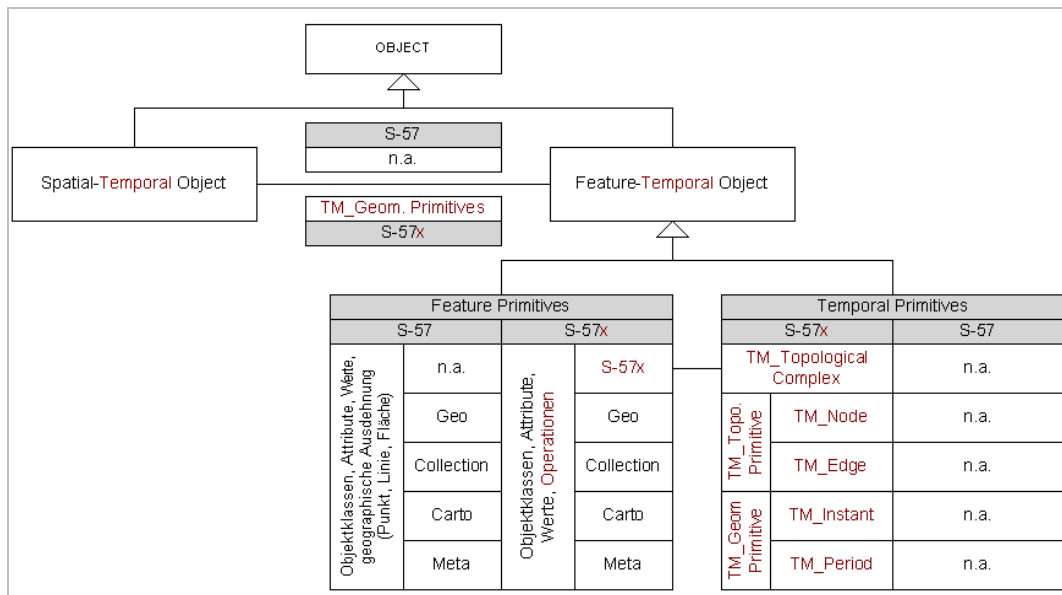 OBJECT
S-57
n.a.
Spatial-Temporal Object
Feature-Temporal Object
TM_Geom. Primitives
S-57x
Feature Primitives
S-57
S-57x
Objektklassen, Attribute, Werte,
geographische Ausdehnung
(Punkt, Linie, Fläche)
n.a.
Geo
Collection
Carto
Meta
Objektklassen, Attribute,
Werte, Operationen
S-57x
Geo
Collection
Carto
Meta
Temporal Primitives
S-57x
S-57
TM_Topological
Complex
n.a.
TM_Topo.
Primitive
TM_Node
n.a.
TM_Edge
n.a.
TM_Geom
Primitive
TM_Instant
n.a.
TM_Period
n.a.